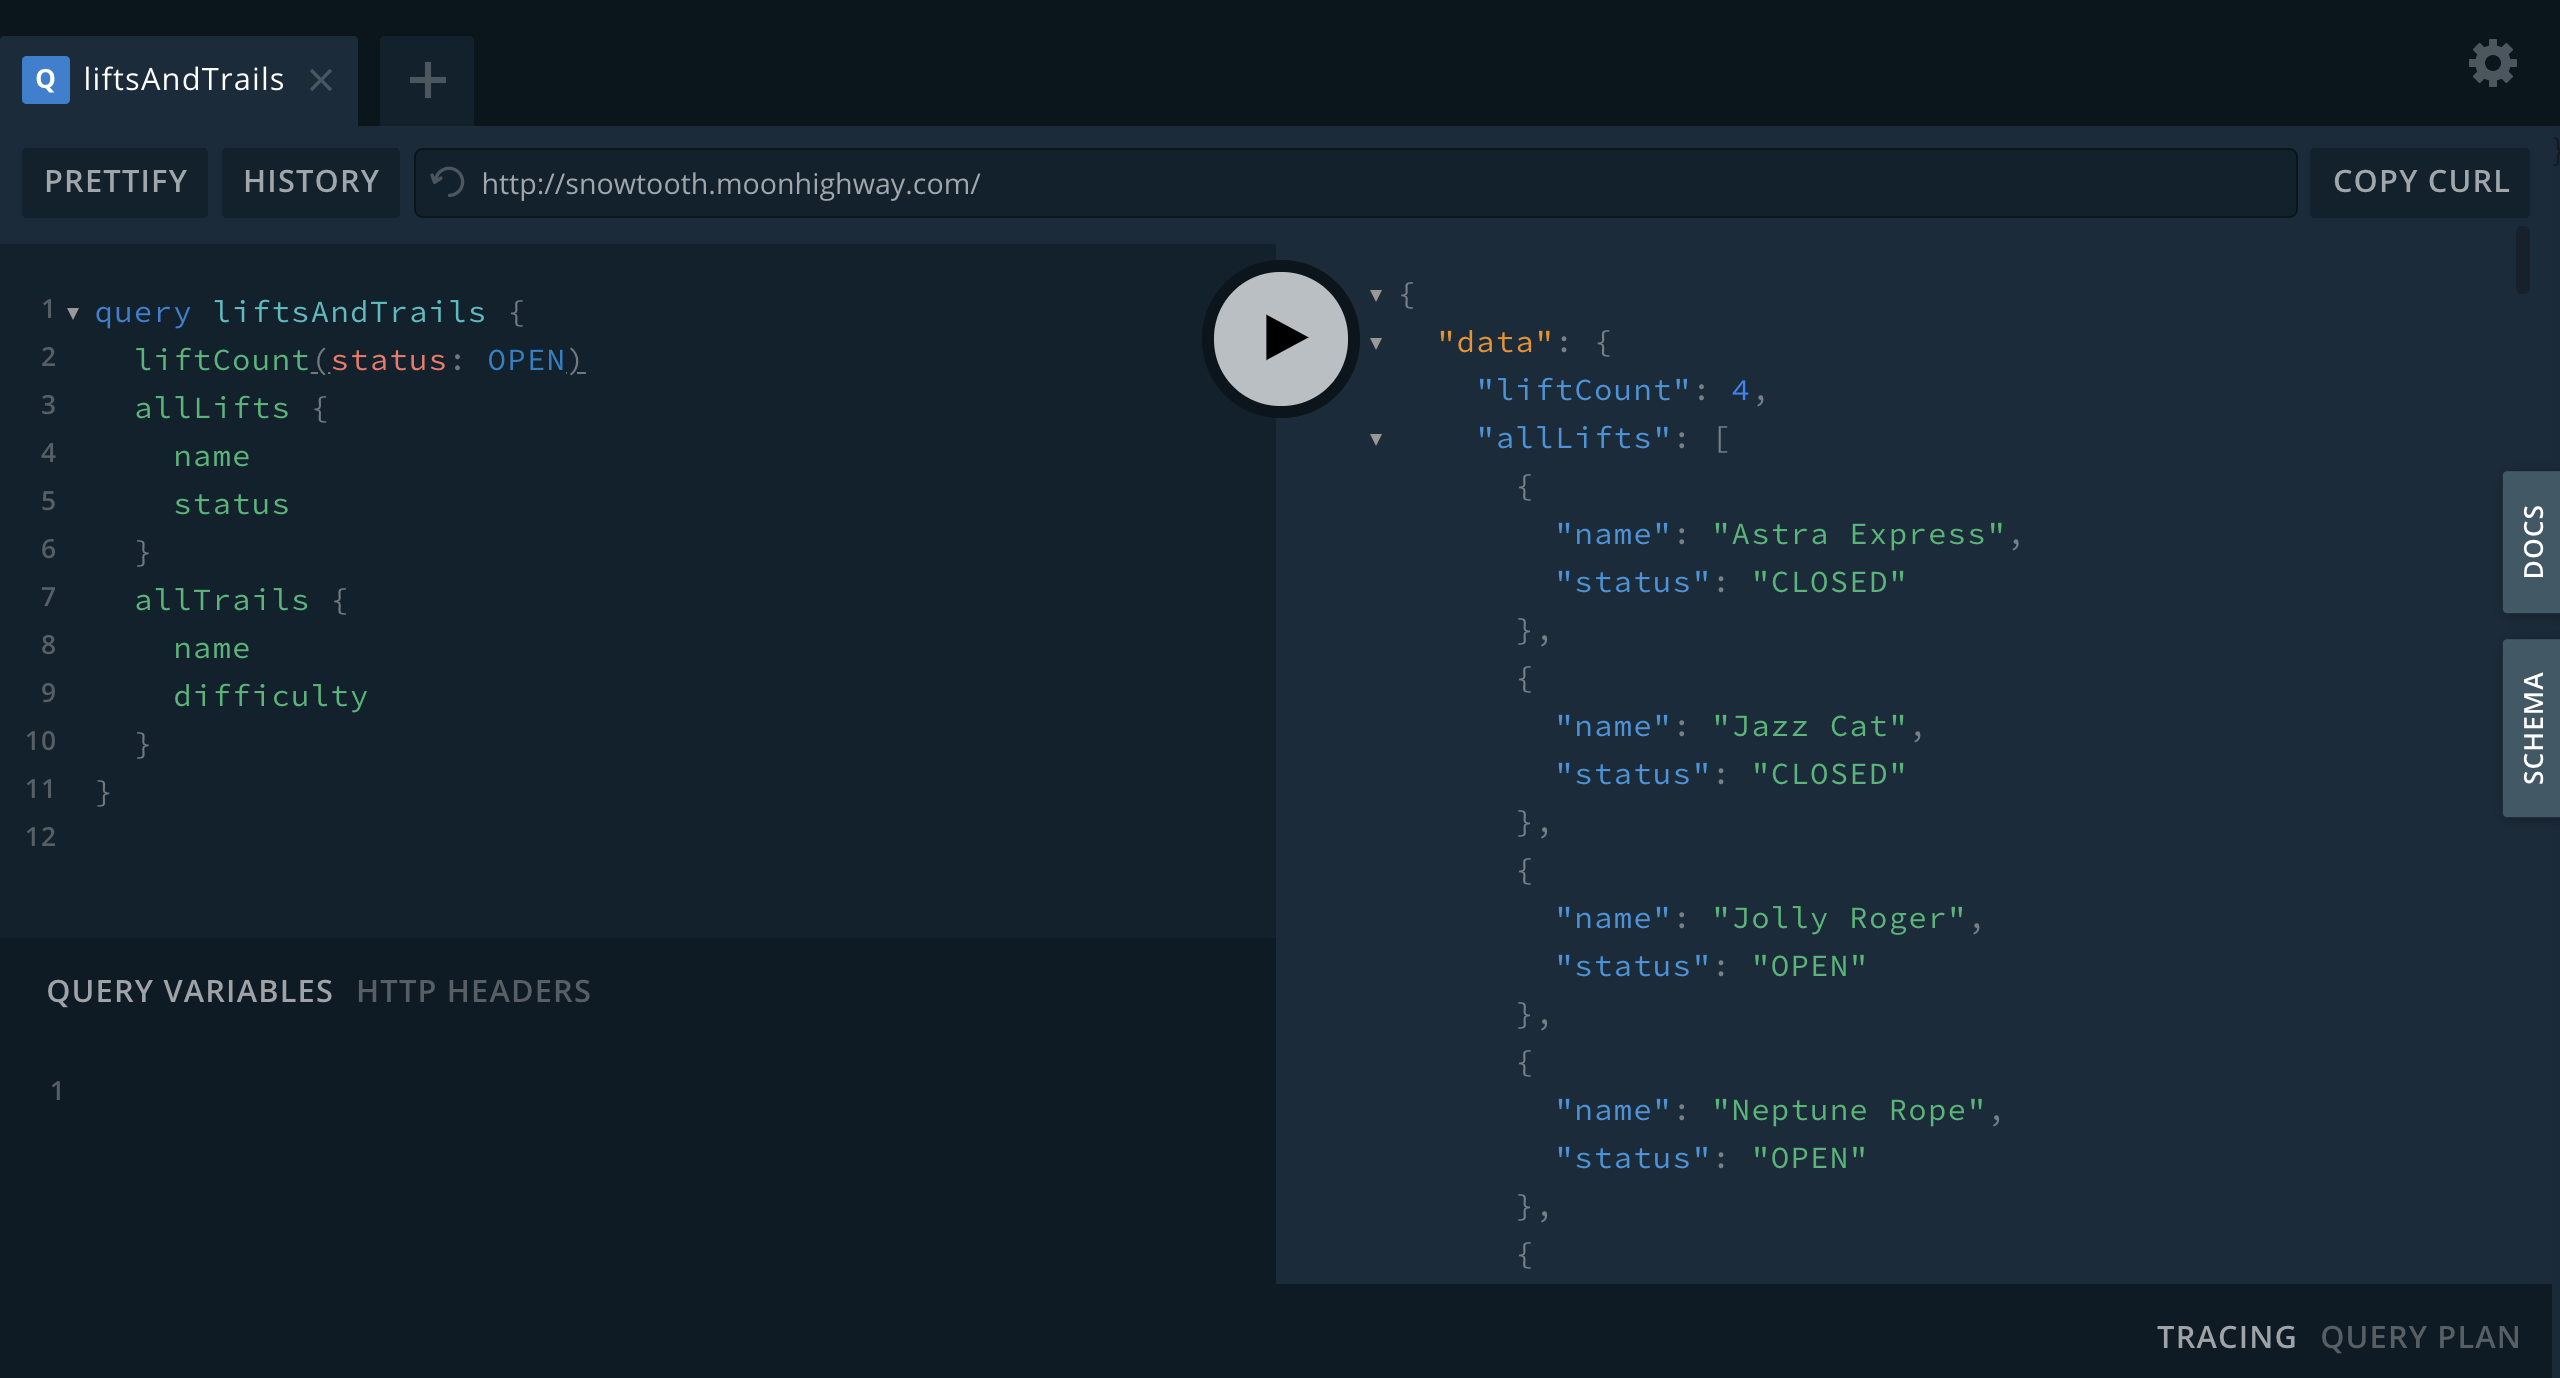 Q liftsAndTrails
PRETTIFY HISTORY http://snowtooth.moonhighway.com/ COPY CURL
1 query liftsAndTrails {
2 liftCount(status: OPEN)
3 allLifts {
4 name
5 status
6 }
7 allTrails {
8 name
9 difficulty
10 }
11 }
12
QUERY VARIABLES HTTP HEADERS
1
{
"data": {
"liftCount": 4,
"allLifts": [
{
"name": "Astra Express",
"status": "CLOSED"
},
{
"name": "Jazz Cat",
"status": "CLOSED"
},
{
"name": "Jolly Roger",
"status": "OPEN"
},
{
"name": "Neptune Rope",
"status": "OPEN"
},
{
DOCS
SCHEMA
TRACING QUERY PLAN